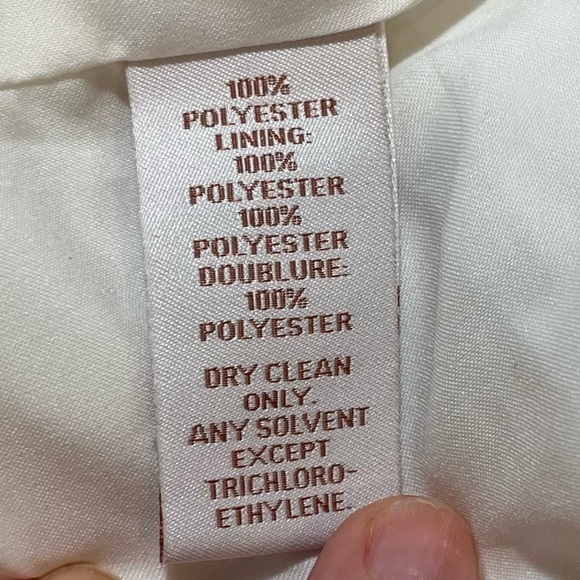 100%
POLYESTER
LINING:
100%
POLYESTER
100%
POLYESTER
DOUBLURE:
100%
POLYESTER
DRY CLEAN
ONLY.
ANY SOLVENT
EXCEPT
TRICHLORO-
ETHYLENE.